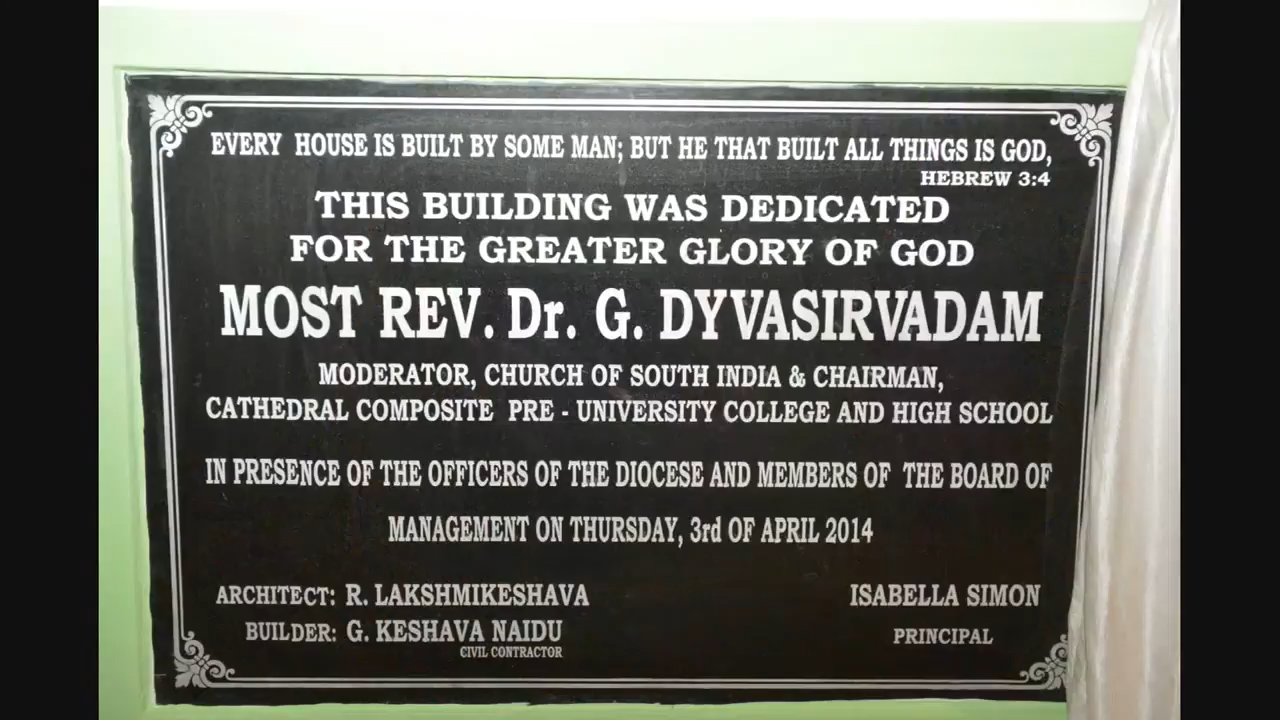 EVERY HOUSE IS BUILT BY SOME MAN; BUT HE THAT BUILT ALL THINGS IS GOD,
HEBREW 3:4
THIS BUILDING WAS DEDICATED
FOR THE GREATER GLORY OF GOD
MOST REV. Dr. G. DYVASIRVADAM
MODERATOR, CHURCH OF SOUTH INDIA & CHAIRMAN,
CATHEDRAL COMPOSITE PRE - UNIVERSITY COLLEGE AND HIGH SCHOOL
IN PRESENCE OF THE OFFICERS OF THE DIOCESE AND MEMBERS OF THE BOARD OF
MANAGEMENT ON THURSDAY, 3rd OF APRIL 2014
ARCHITECT: R. LAKSHMIKESHAVA
BUILDER: G. KESHAVA NAIDU
CIVIL CONTRACTOR
ISABELLA SIMON
PRINCIPAL